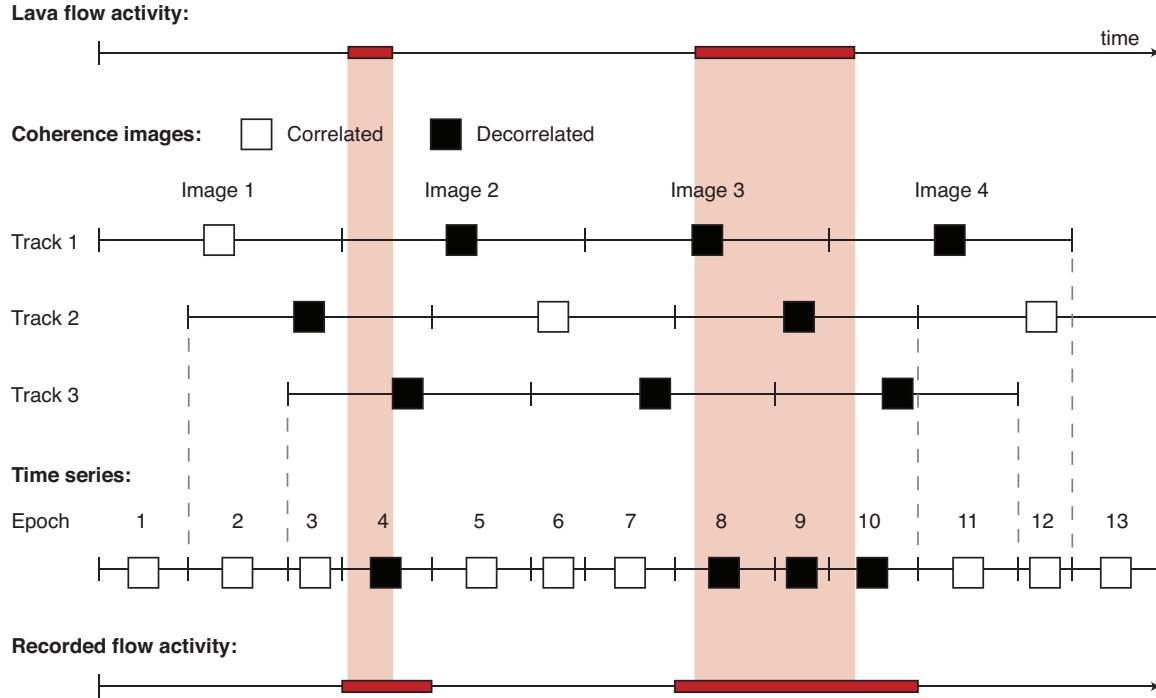 Lava flow activity:
time
Coherence images: Correlated Decorrelated
Image 1 Image 2 Image 3 Image 4
Track 1
Track 2
Track 3
Time series:
Epoch 1 2 3 4 5 6 7 8 9 10 11 12 13
Recorded flow activity: